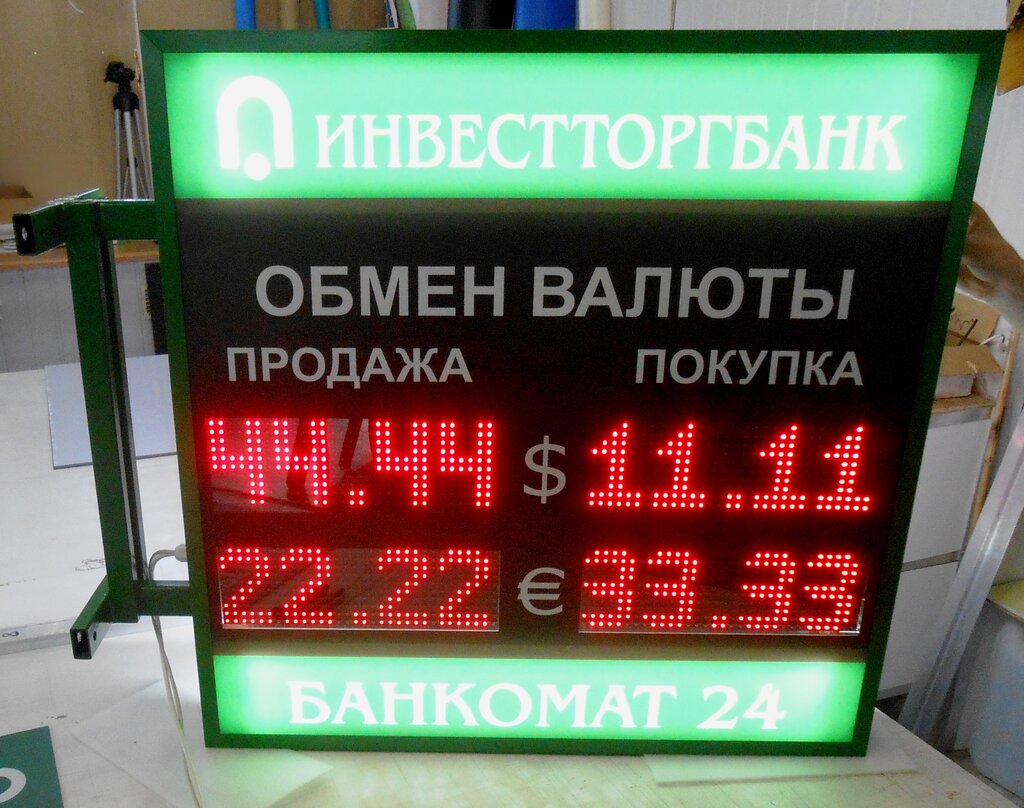 ИНВЕСТТОРГБАНК
ОБМЕН ВАЛЮТЫ
ПРОДАЖА ПОКУПКА
44.44 $ 11.11
22.22 € 33.33
БАНКОМАТ 24